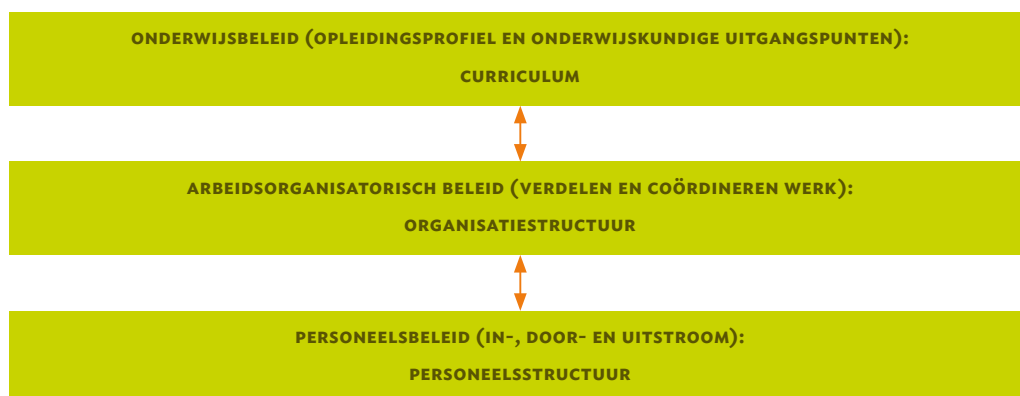 ONDERWIJSBELEID (OPLEIDINGSPROFIEL EN ONDERWIJSKUNDIGE UITGANGSPUNTEN):
CURRICULUM
ARBEIDSORGANISATORISCH BELEID (VERDELEN EN COÖRDINEREN WERK):
ORGANISATIESTRUCTUUR
PERSONEELSBELEID (IN-, DOOR- EN UITSTROOM):
PERSONEELSSTRUCTUUR